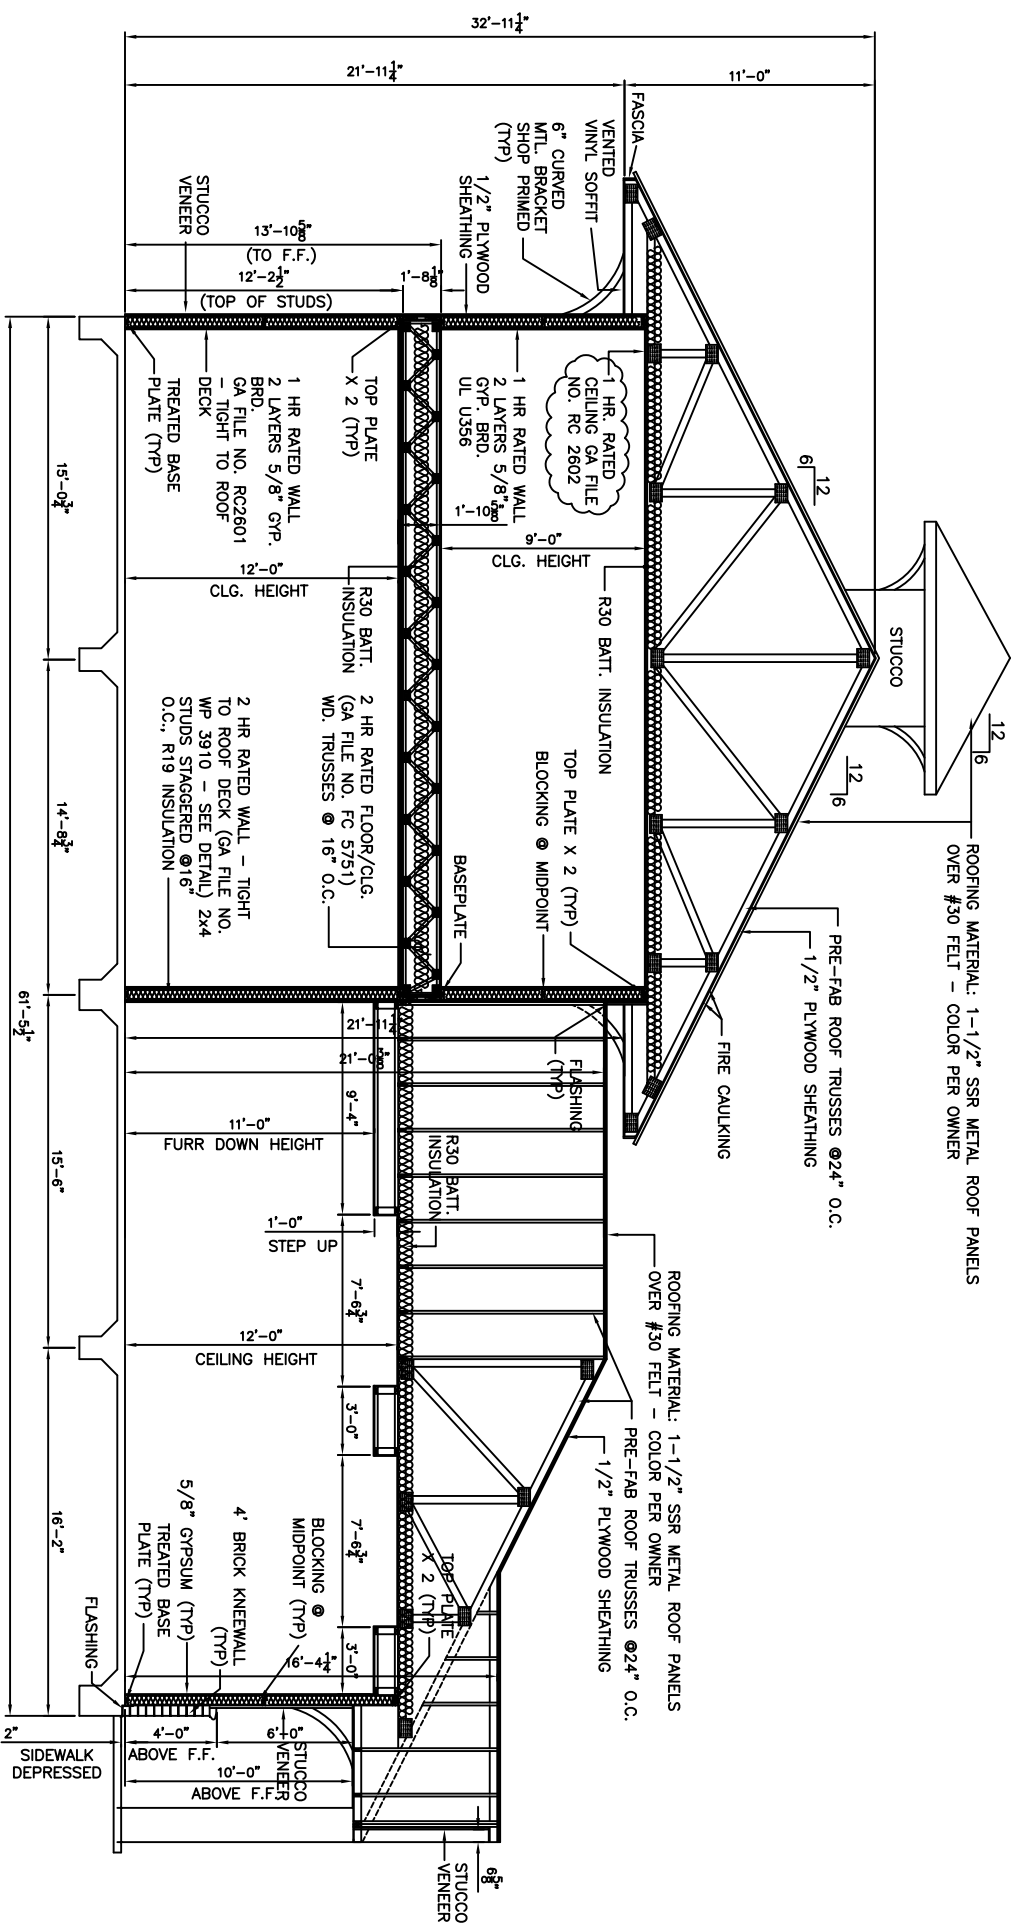 32'-11 1/4"
21'-11 1/4"
11'-0"
FASCIA
VENTED
VINYL SOFFIT
6" CURVED
MTL. BRACKET
SHOP PRIMED
(TYP)
1/2" PLYWOOD
SHEATHING
STUCCO
VENEER
13'-10 5/8"
(TO F.F.)
12'-2 1/2"
(TOP OF STUDS)
1'-8 1/8"
1 HR. RATED
CEILING GA FILE
NO. RC 2602
1 HR RATED WALL
2 LAYERS 5/8"
GYP. BRD.
UL U356
TOP PLATE
X 2 (TYP)
1 HR RATED WALL
2 LAYERS 5/8" GYP.
BRD.
GA FILE NO. RC2601
- TIGHT TO ROOF
DECK
TREATED BASE
PLATE (TYP)
12
6
STUCCO
12
6
12
6
ROOFING MATERIAL: 1-1/2" SSR METAL ROOF PANELS
OVER #30 FELT - COLOR PER OWNER
PRE-FAB ROOF TRUSSES @24" O.C.
1/2" PLYWOOD SHEATHING
FIRE CAULKING
1'-10 5/8"
9'-0"
CLG. HEIGHT
12'-0"
CLG. HEIGHT
R30 BATT. INSULATION
R30 BATT.
INSULATION
TOP PLATE X 2 (TYP)
BLOCKING @ MIDPOINT
BASEPLATE
2 HR RATED FLOOR/CLG.
(GA FILE NO. FC 5751)
WD. TRUSSES @ 16" O.C.
2 HR RATED WALL - TIGHT
TO ROOF DECK (GA FILE NO.
WP 3910 - SEE DETAIL) 2x4
STUDS STAGGERED @16"
O.C., R19 INSULATION
FLASHING
(TYP)
21'-11 1/4"
21'-0 5/8"
9'-4"
11'-0"
FURR DOWN HEIGHT
R30 BATT.
INSULATION
1'-0"
STEP UP
7'-6 3/4"
12'-0"
CEILING HEIGHT
3'-0"
7'-6 3/4"
3'-0"
ROOFING MATERIAL: 1-1/2" SSR METAL ROOF PANELS
OVER #30 FELT - COLOR PER OWNER
PRE-FAB ROOF TRUSSES @24" O.C.
1/2" PLYWOOD SHEATHING
TOP PLATE
X 2 (TYP)
16'-4 1/4"
BLOCKING @
MIDPOINT (TYP)
4' BRICK KNEEWALL
(TYP)
5/8" GYPSUM (TYP)
TREATED BASE
PLATE (TYP)
FLASHING
STUCCO
VENEER
6'-0"
4'-0"
ABOVE F.F.
10'-0"
ABOVE F.F.
2"
SIDEWALK
DEPRESSED
STUCCO
VENEER
6 5/8"
15'-0 3/4"
14'-8 3/4"
15'-6"
16'-2"
61'-5 1/2"